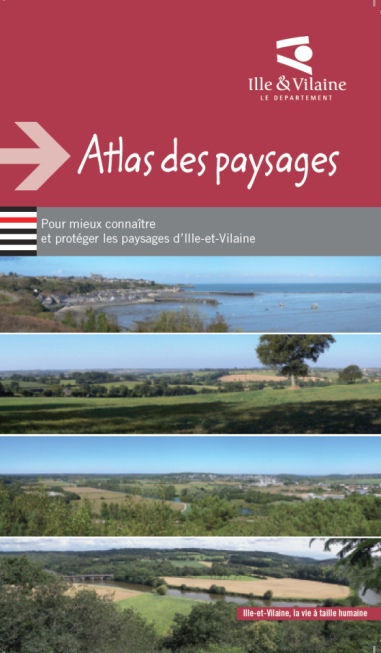 Ille & Vilaine
LE DEPARTEMENT
Atlas des paysages
Pour mieux connaître
et protéger les paysages d'Ille-et-Vilaine
Ille-et-Vilaine, la vie à taille humaine